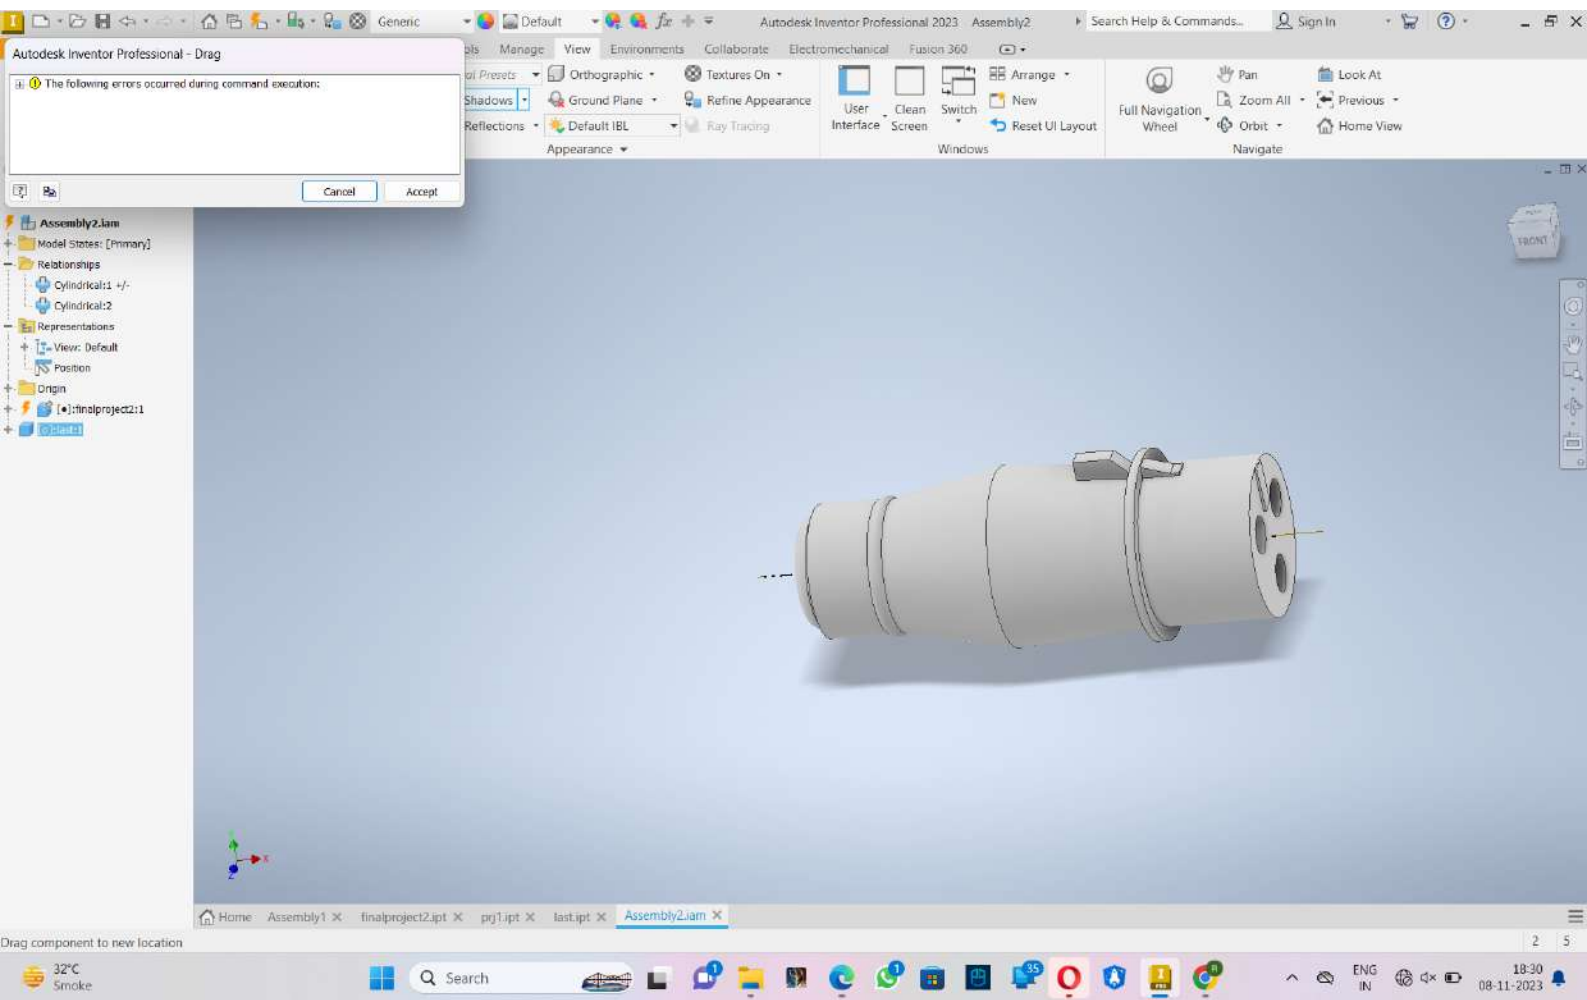 Generic
Default
Autodesk Inventor Professional 2023 Assembly2
Search Help & Commands...
Sign In
Autodesk Inventor Professional - Drag
Manage View Environments Collaborate Electromechanical Fusion 360
The following errors occurred during command execution:
Presets
Orthographic
Textures On
Shadows
Ground Plane
Refine Appearance
Reflections
Default IBL
Ray Tracing
Appearance
User
Interface
Clean
Screen
Switch
Arrange
New
Reset UI Layout
Windows
Full Navigation
Wheel
Pan
Zoom All
Orbit
Look At
Previous
Home View
Navigate
Cancel
Accept
Assembly2.iam
Model States: [Primary]
Relationships
Cylindrical:1 +/-
Cylindrical:2
Representations
View: Default
Position
Origin
[●]:finalproject2:1
FRONT
X
Z
Home Assembly1 finalproject2.ipt prj1.ipt last.ipt Assembly2.iam
Drag component to new location
2 5
32°C
Smoke
Search
35
ENG
IN
18:30
08-11-2023